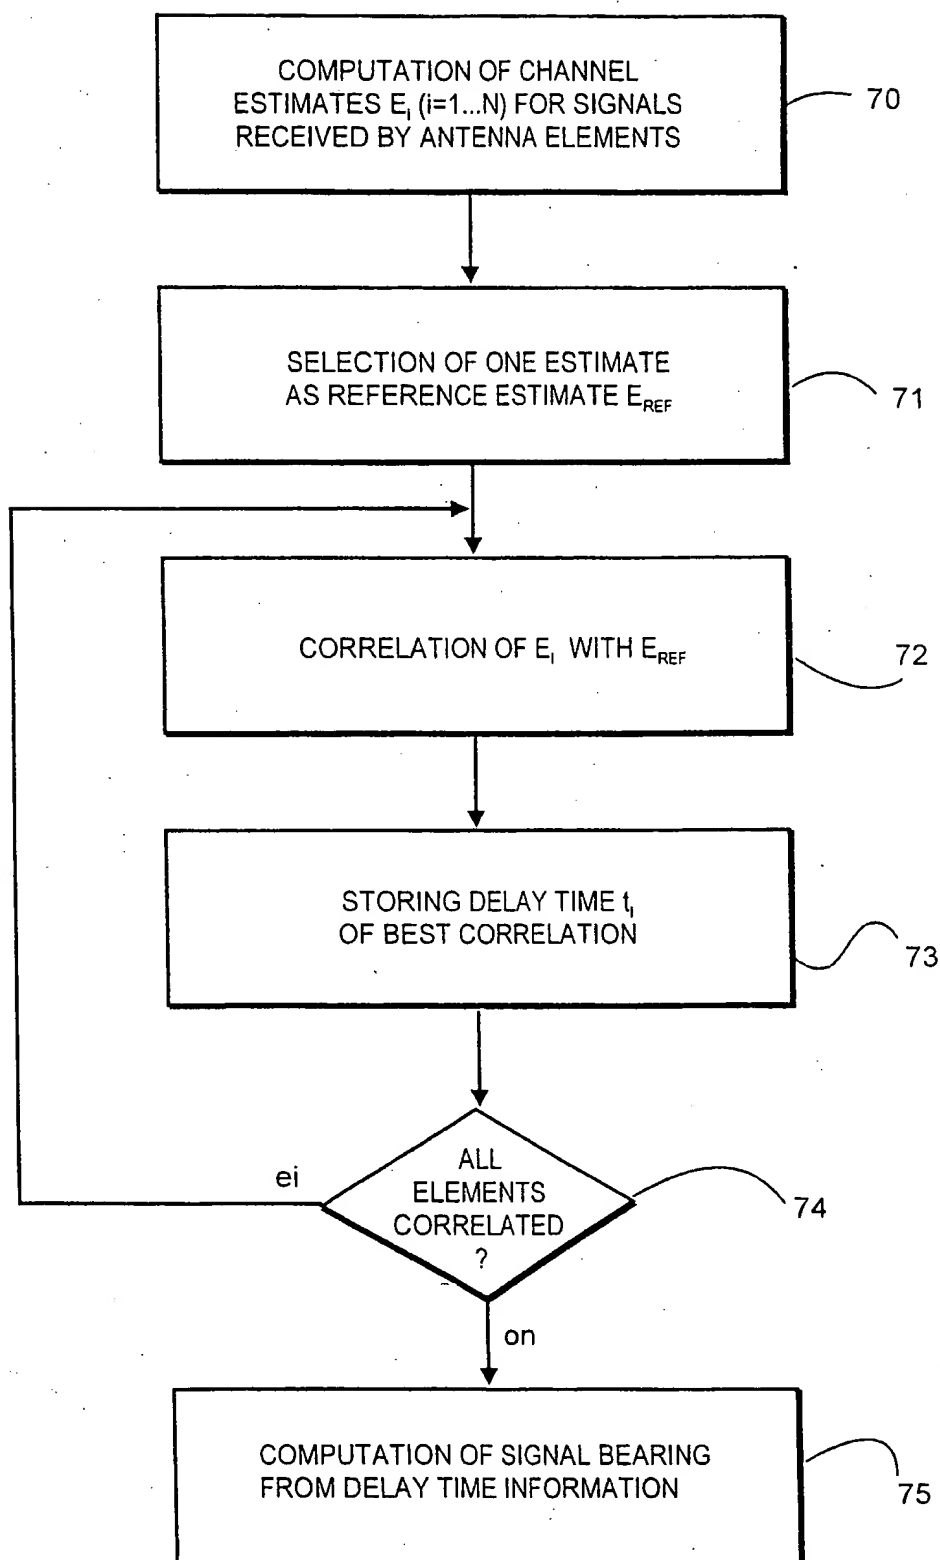 COMPUTATION OF CHANNEL
ESTIMATES E_I (i=1...N) FOR SIGNALS
RECEIVED BY ANTENNA ELEMENTS
70
SELECTION OF ONE ESTIMATE
AS REFERENCE ESTIMATE E_REF
71
CORRELATION OF E_I WITH E_REF
72
STORING DELAY TIME t_I
OF BEST CORRELATION
73
ALL
ELEMENTS
CORRELATED
?
74
ei
on
COMPUTATION OF SIGNAL BEARING
FROM DELAY TIME INFORMATION
75